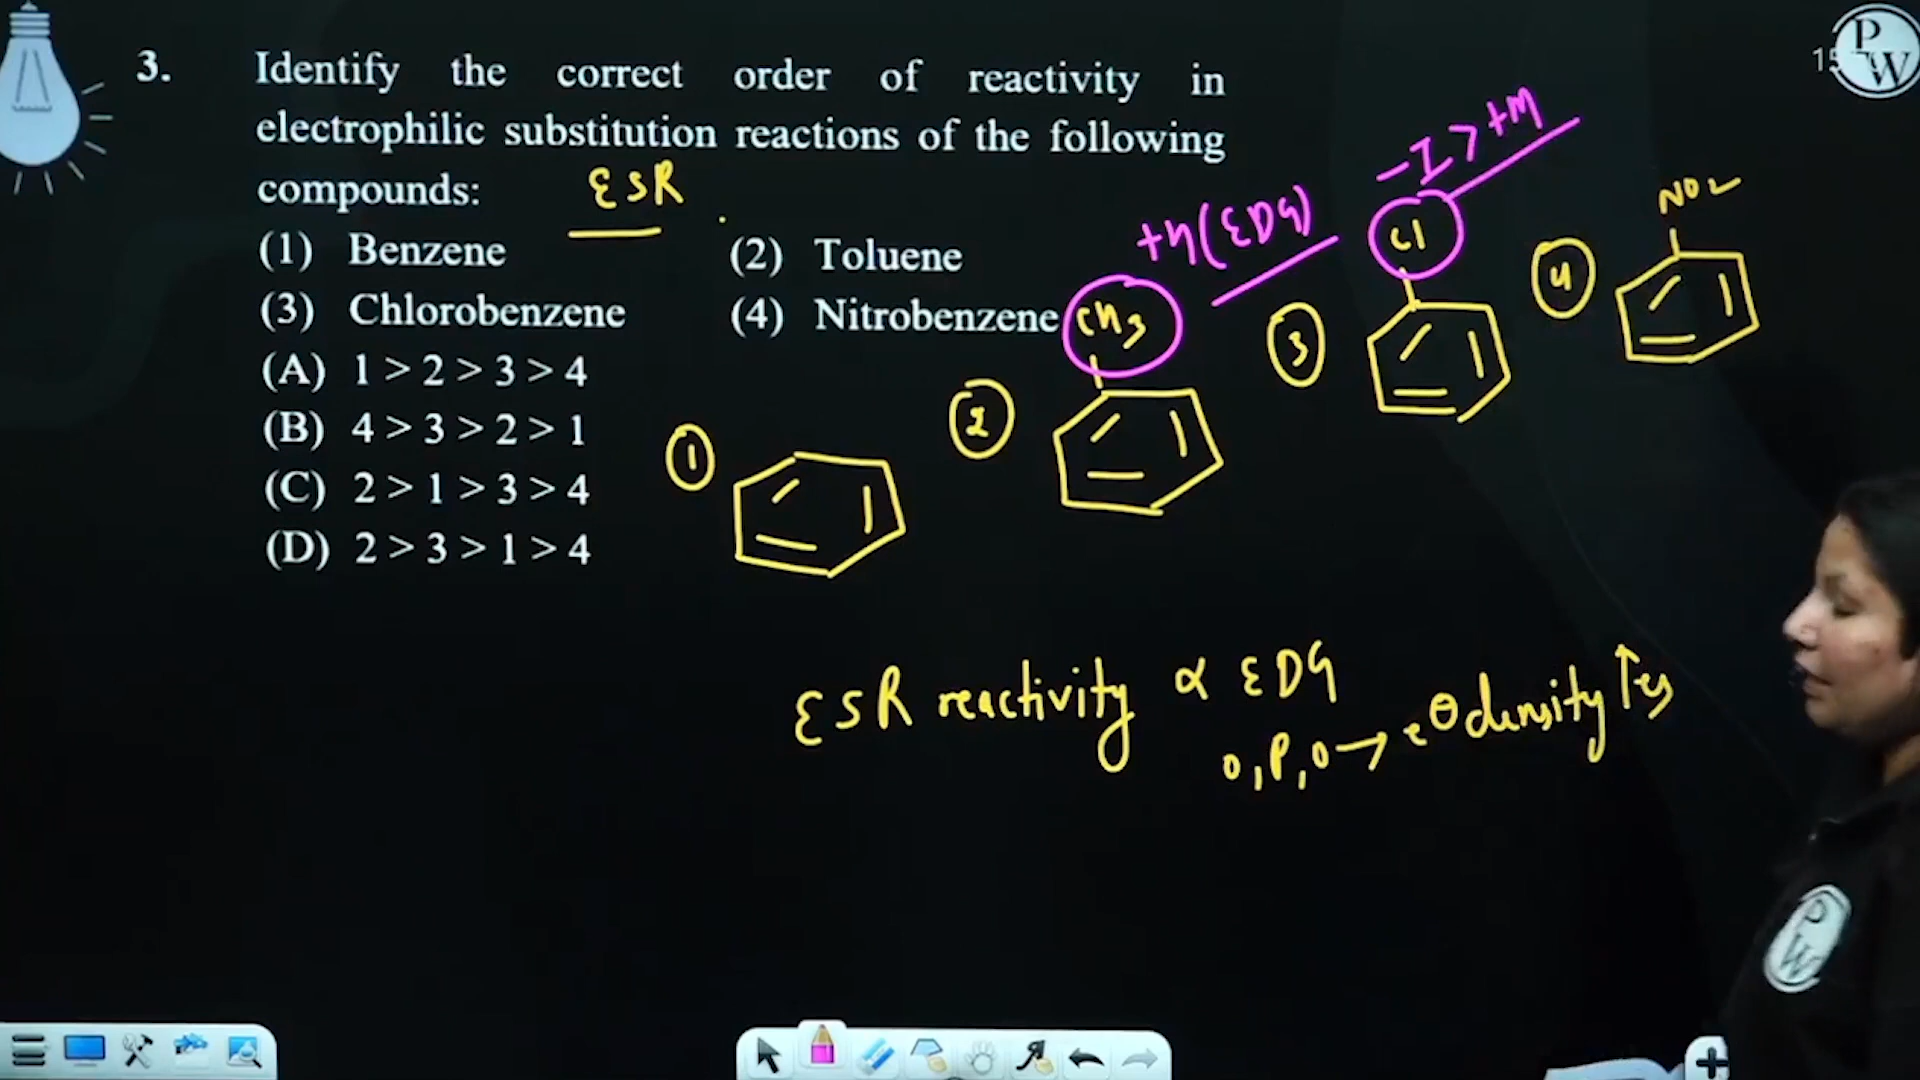 3. Identify the correct order of reactivity in
electrophilic substitution reactions of the following
compounds:
ESR
(1) Benzene (2) Toluene
(3) Chlorobenzene (4) Nitrobenzene
(A) 1 > 2 > 3 > 4
(B) 4 > 3 > 2 > 1
(C) 2 > 1 > 3 > 4
(D) 2 > 3 > 1 > 4
1
2
CH3
+H(EDG)
3
Cl
-I > +M
4
NO2
ESR reactivity ∝ EDG
O, P, O → e⊖ density ↑es
PW
PW